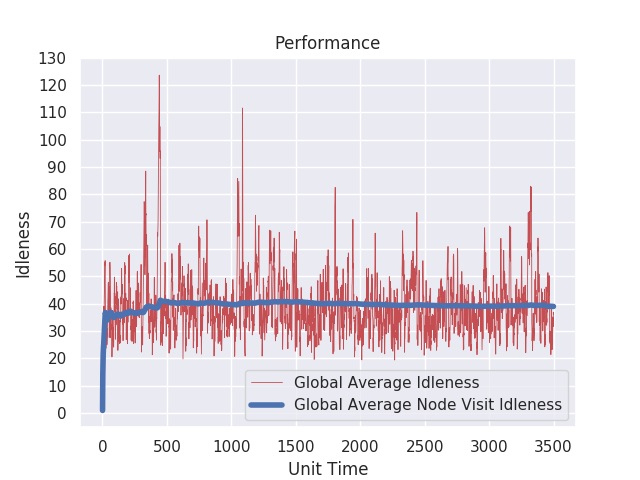 Performance
130
120
110
100
90
80
70
60
50
40
30
20
10
0
Idleness
Global Average Idleness
Global Average Node Visit Idleness
0 500 1000 1500 2000 2500 3000 3500
Unit Time